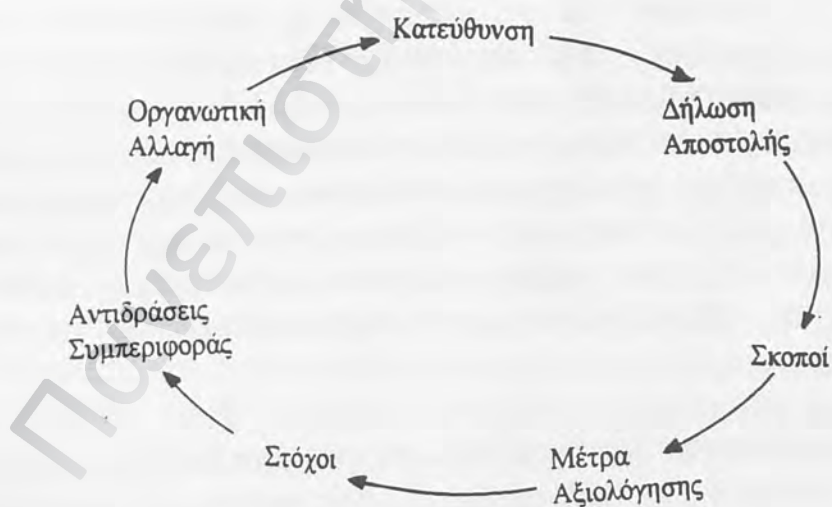 Κατεύθυνση
Δήλωση
Αποστολής
Σκοποί
Μέτρα
Αξιολόγησης
Στόχοι
Αντιδράσεις
Συμπεριφοράς
Οργανωτική
Αλλαγή